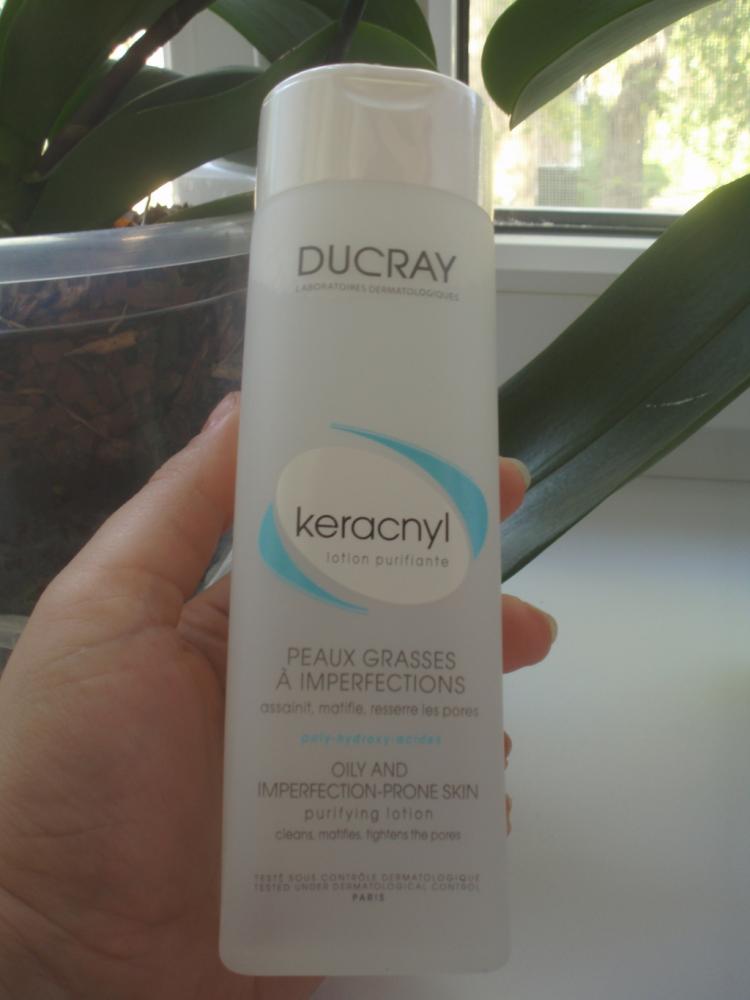 DUCRAY
LABORATOIRES DERMATOLOGIQUES
keracnyl
lotion purifiante
PEAUX GRASSES
À IMPERFECTIONS
assainit, matifie, resserre les pores
poly-hydroxy-acides
OILY AND
IMPERFECTION-PRONE SKIN
purifying lotion
cleans, matifies, tightens the pores
TESTÉ SOUS CONTRÔLE DERMATOLOGIQUE
TESTED UNDER DERMATOLOGICAL CONTROL
PARIS